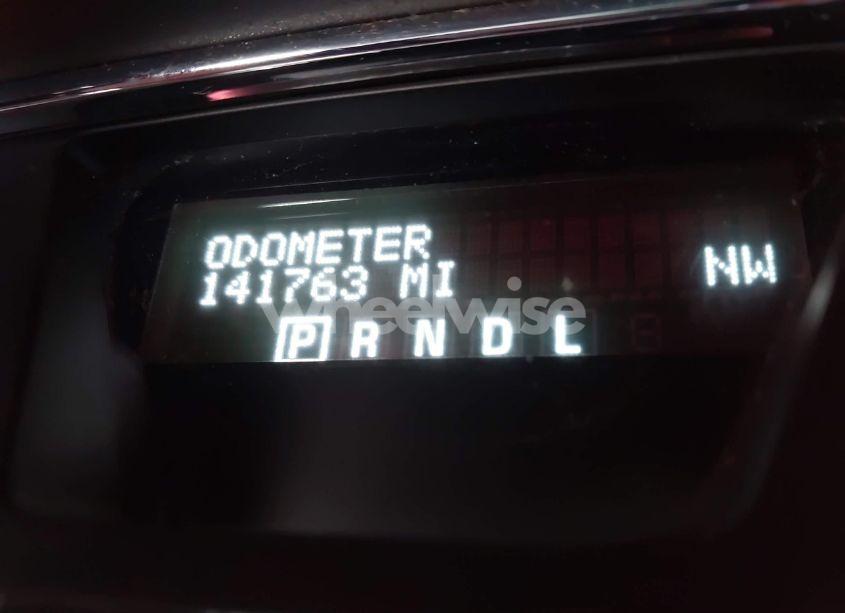 ODOMETER
141763 MI
NW
wheelwise
P R N D L